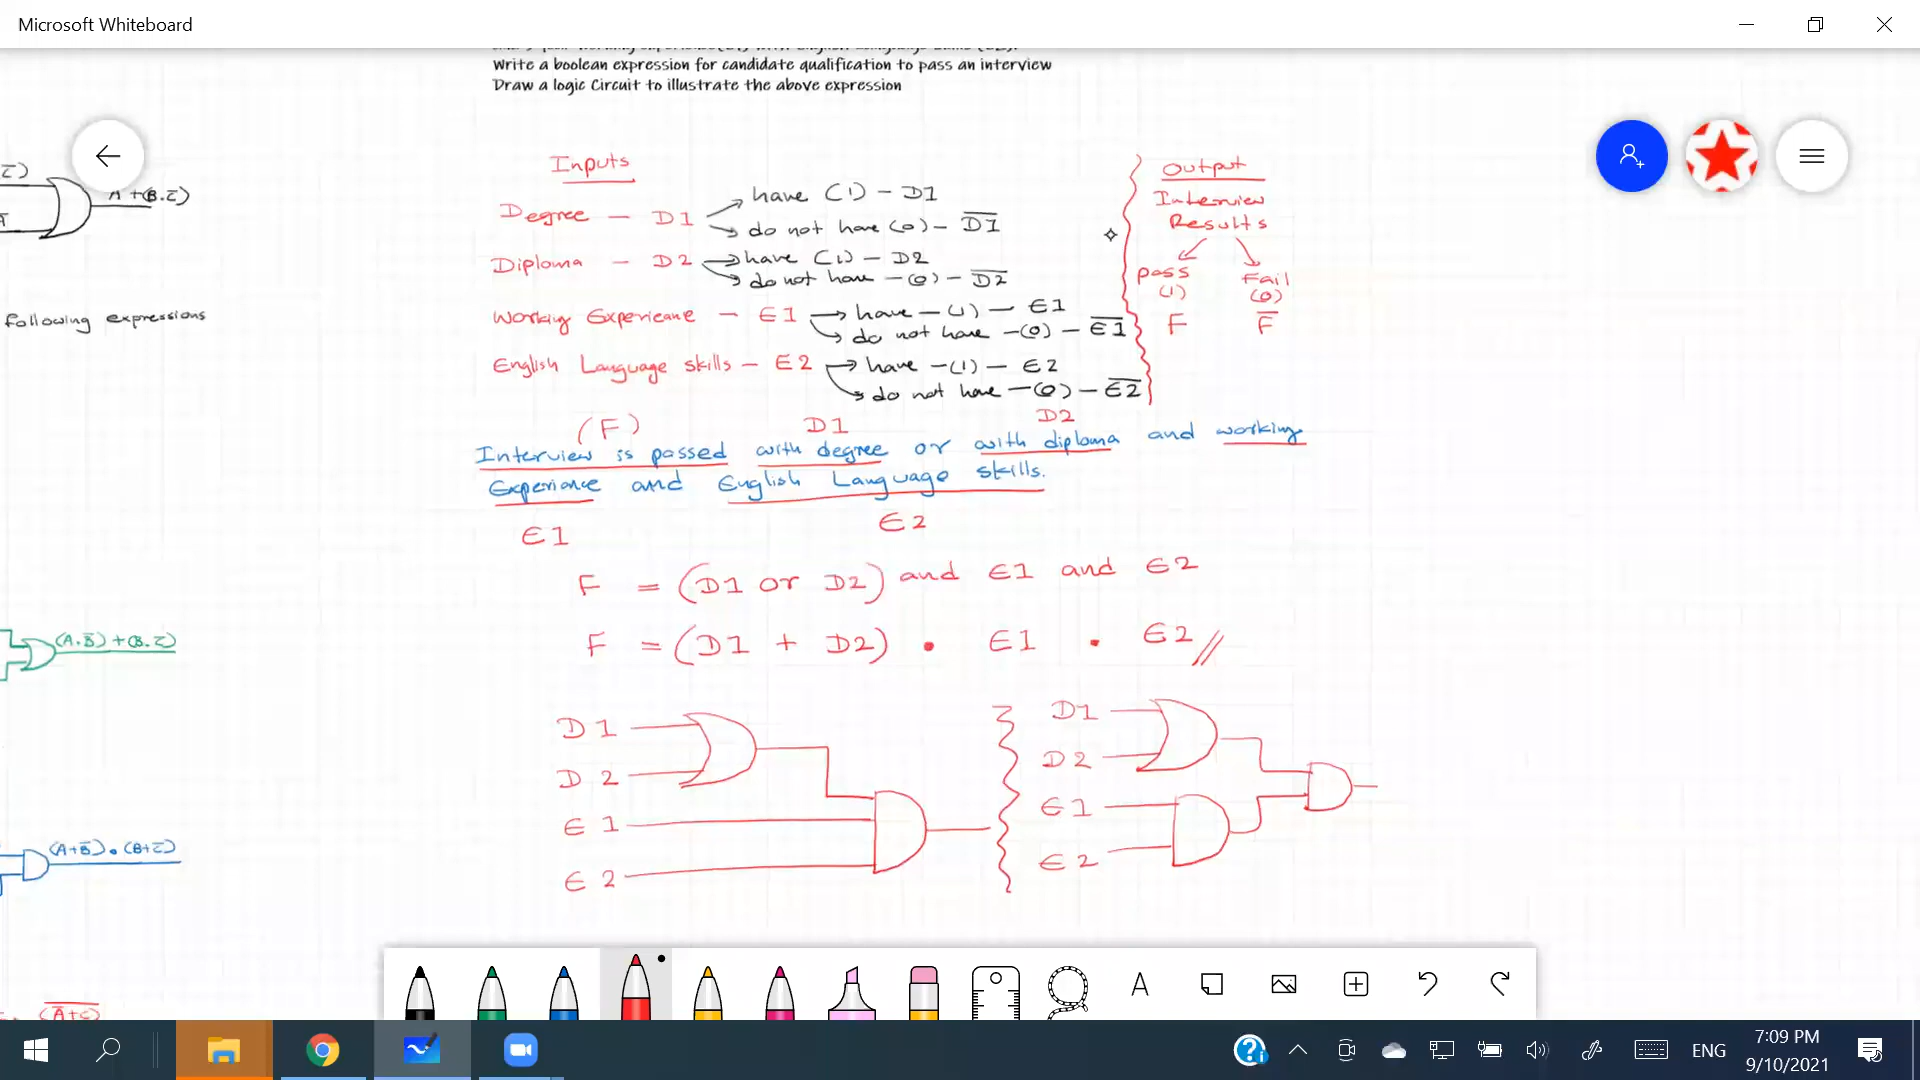 Microsoft Whiteboard
Write a boolean expression for candidate qualification to pass an interview
Draw a logic Circuit to illustrate the above expression
A + (B.C̅)
following expressions
(A.B̅) + (B.C̅)
(A+B̅) . (B+C̅)
(A̅+C)
Inputs
Degree - D1
have (1) - D1
do not have (0) - D̅1̅
Diploma - D2
have (1) - D2
do not have - (0) - D̅2̅
Working Experieane - E1
have - (1) - E1
do not have - (0) - E̅1̅
English Language skills - E2
have - (1) - E2
do not have - (0) - E̅2̅
Output
Interview
Results
Pass
(1)
F
Fail
(0)
F̅
(F) D1 D2
Interview is passed with degree or with diploma and working
Experiance and English Language skills.
E1 E2
F = (D1 or D2) and E1 and E2
F = (D1 + D2) . E1 . E2 //
D1
D2
E1
E2
D1
D2
E1
E2
ENG
7:09 PM
9/10/2021